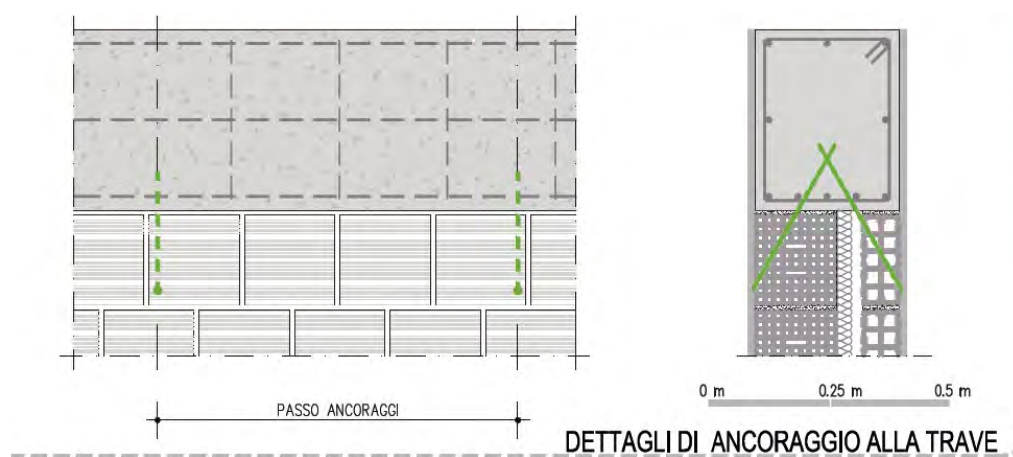 0 m 0.25 m 0.5 m
PASSO ANCORAGGI
DETTAGLI DI ANCORAGGIO ALLA TRAVE